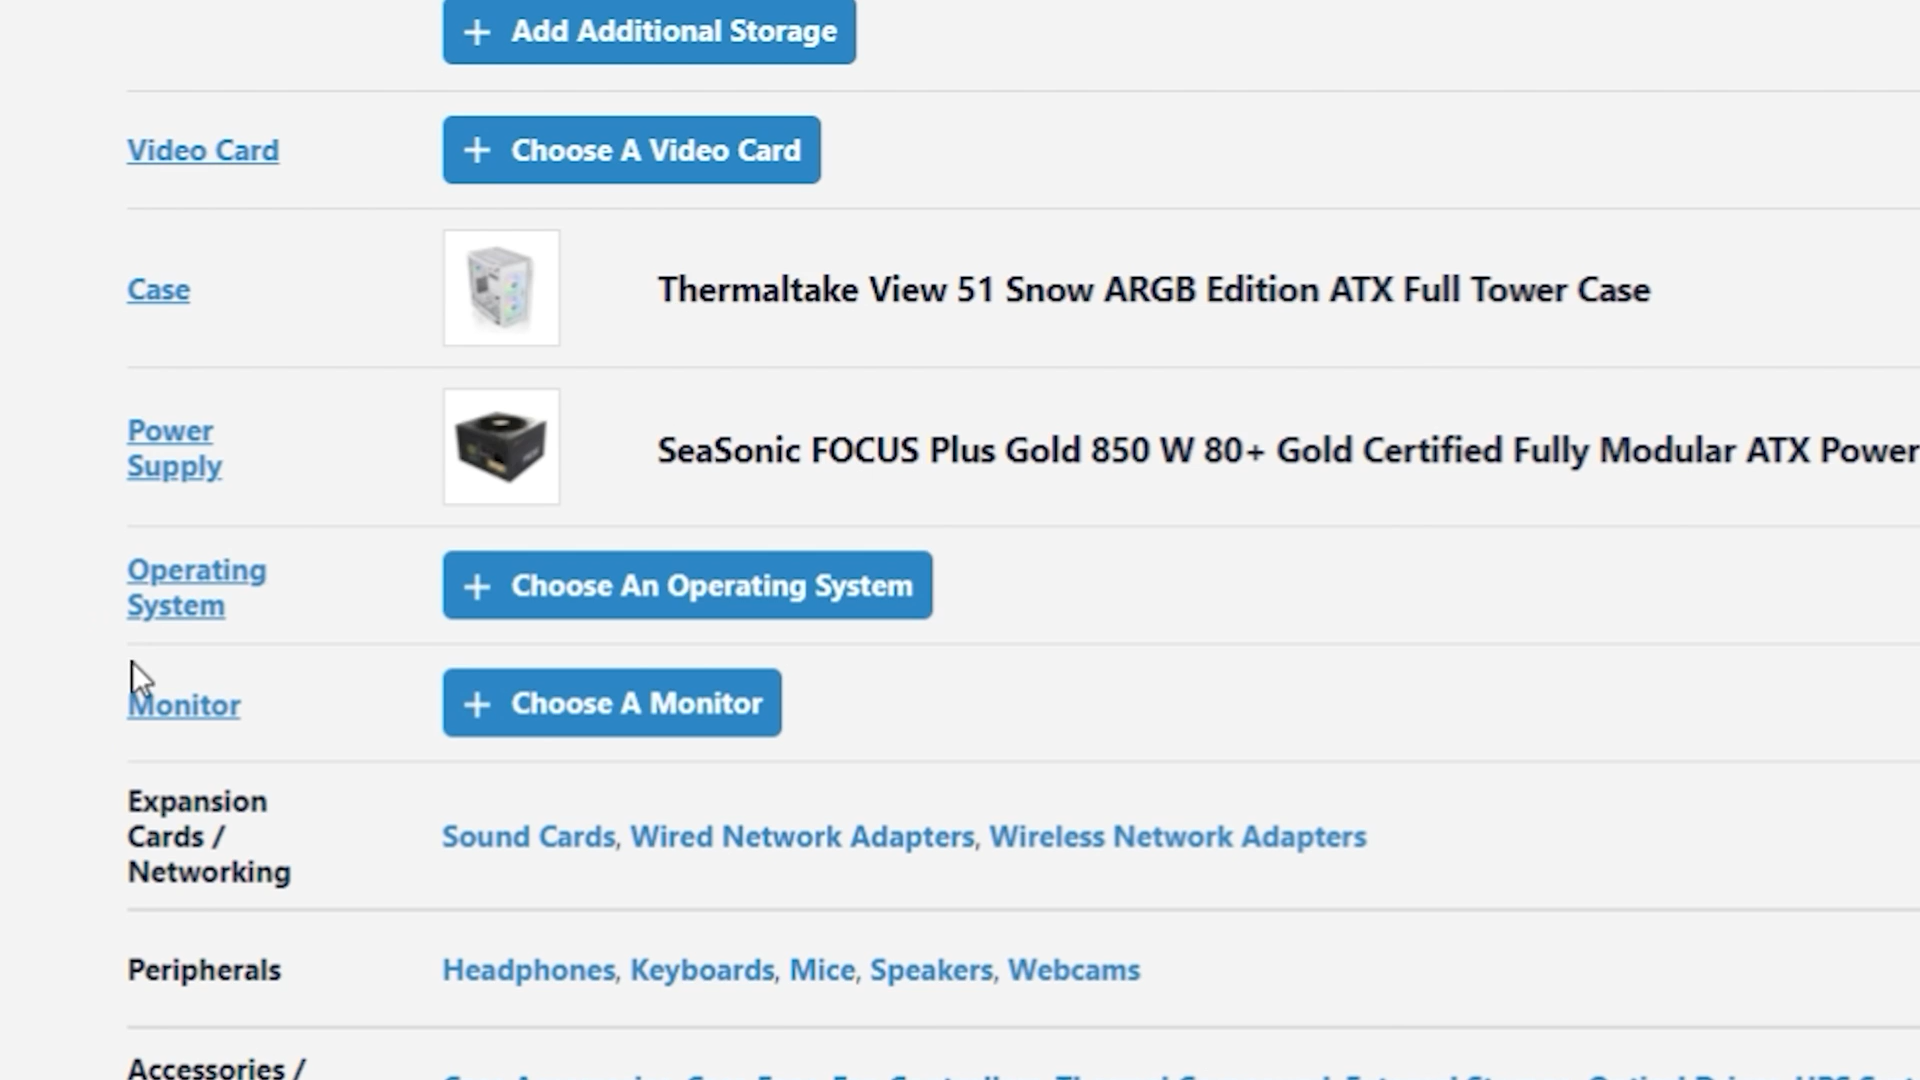 Add Additional Storage
Video Card
Choose A Video Card
Case
Thermaltake View 51 Snow ARGB Edition ATX Full Tower Case
Power
Supply
SeaSonic FOCUS Plus Gold 850 W 80+ Gold Certified Fully Modular ATX Power
Operating
System
Choose An Operating System
Monitor
Choose A Monitor
Expansion
Cards /
Networking
Sound Cards, Wired Network Adapters, Wireless Network Adapters
Peripherals
Headphones, Keyboards, Mice, Speakers, Webcams
Accessories /